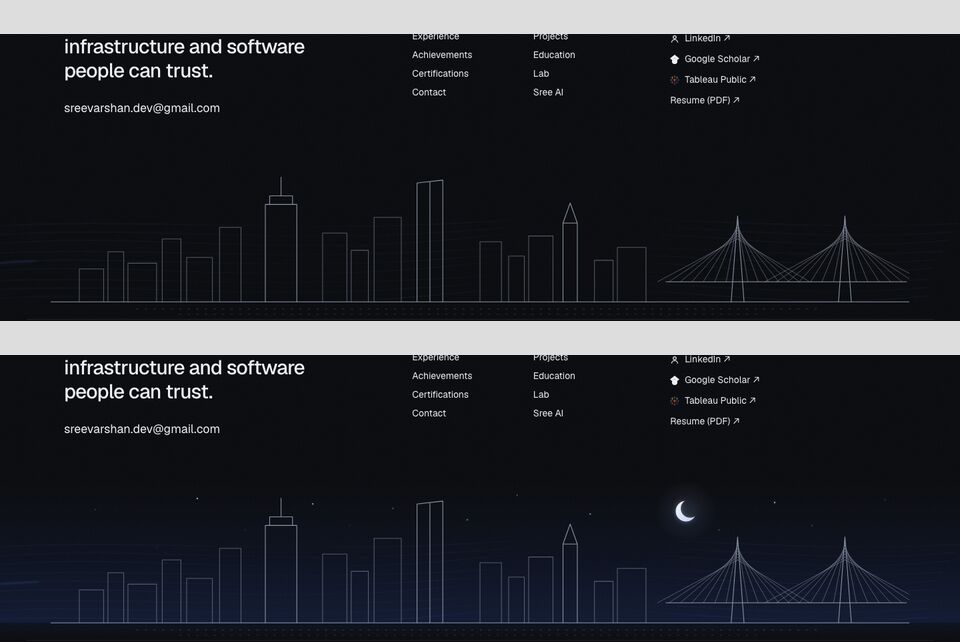 infrastructure and software
people can trust.
sreevarshan.dev@gmail.com
Experience
Achievements
Certifications
Contact
Projects
Education
Lab
Sree AI
LinkedIn ↗
Google Scholar ↗
Tableau Public ↗
Resume (PDF) ↗
infrastructure and software
people can trust.
sreevarshan.dev@gmail.com
Experience
Achievements
Certifications
Contact
Projects
Education
Lab
Sree AI
LinkedIn ↗
Google Scholar ↗
Tableau Public ↗
Resume (PDF) ↗